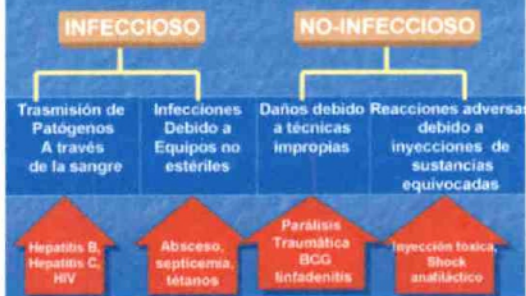 INFECCIOSO
NO-INFECCIOSO
Trasmisión de
Patógenos
A través
de la sangre
Infecciones
Debido a
Equipos no
estériles
Daños debido
a técnicas
impropias
Reacciones adversa
debido a
inyecciones de
sustancias
equivocadas
Hepatitis B,
Hepatitis C,
HIV
Absceso,
septicemia,
tétanos
Parálisis
Traumática
BCG
linfadenitis
Inyección tóxica,
Shock
anafiláctico